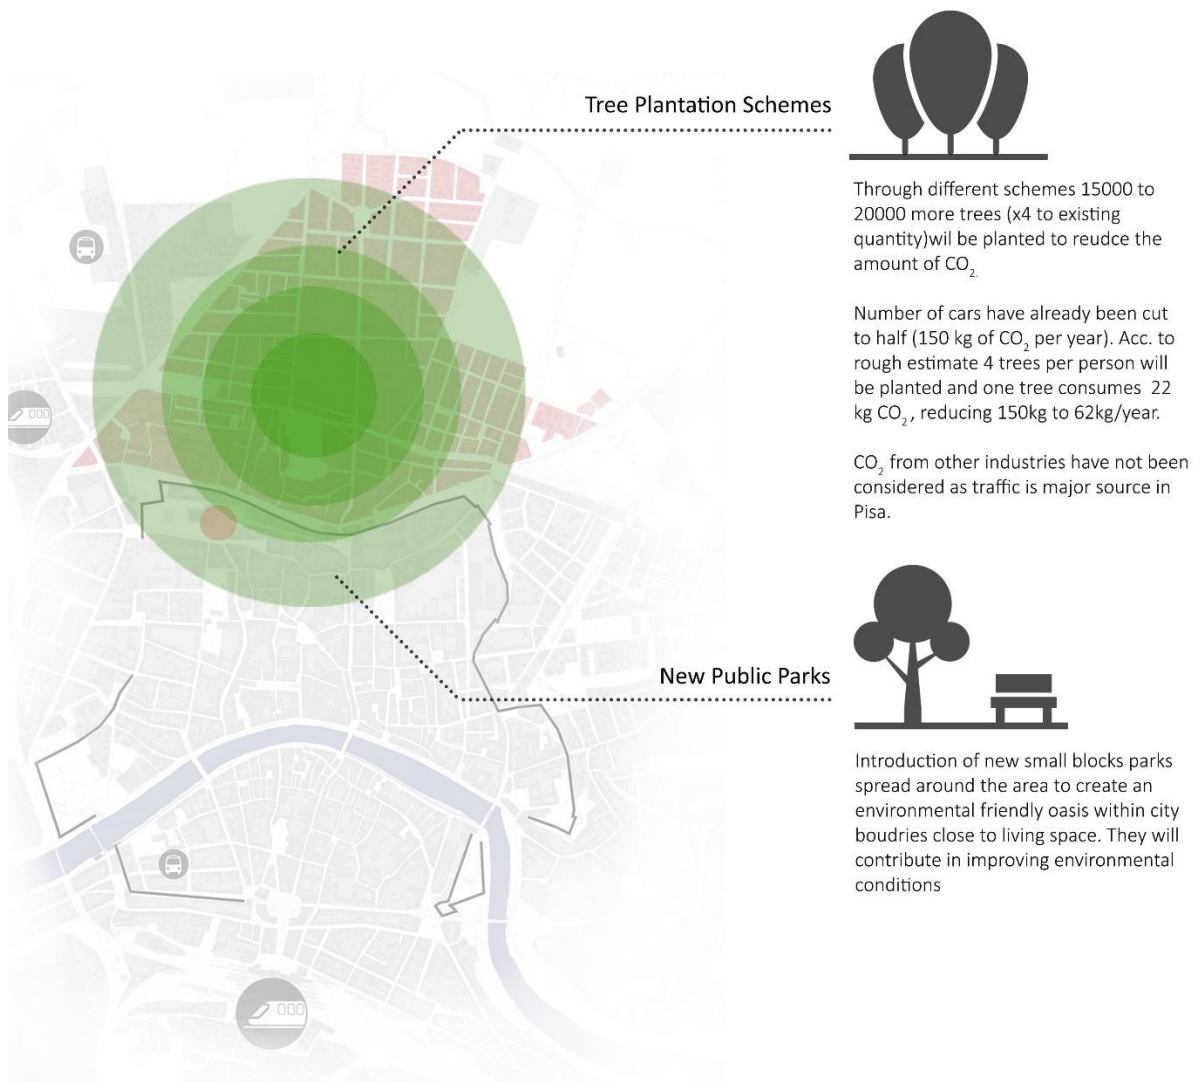 Tree Plantation Schemes
Through different schemes 15000 to
20000 more trees (x4 to existing
quantity)wil be planted to reudce the
amount of CO2.
Number of cars have already been cut
to half (150 kg of CO2 per year). Acc. to
rough estimate 4 trees per person will
be planted and one tree consumes 22
kg CO2, reducing 150kg to 62kg/year.
CO2 from other industries have not been
considered as traffic is major source in
Pisa.
New Public Parks
Introduction of new small blocks parks
spread around the area to create an
environmental friendly oasis within city
boudries close to living space. They will
contribute in improving environmental
conditions